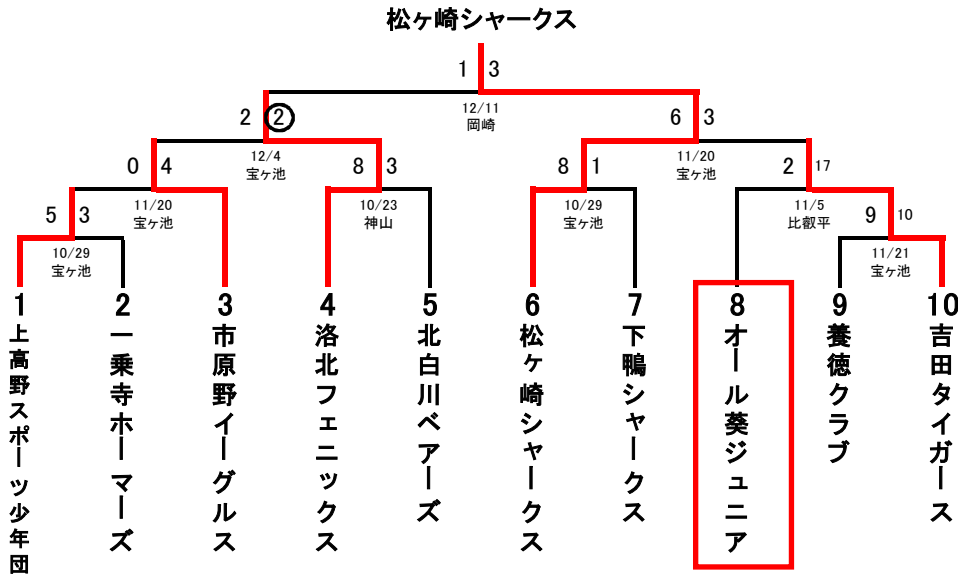 松ヶ崎シャークス
1 3
12/11
岡崎
2 ②
12/4
宝ヶ池
6 3
11/20
宝ヶ池
0 4
11/20
宝ヶ池
8 3
10/23
神山
8 1
10/29
宝ヶ池
2 17
11/5
比叡平
5 3
10/29
宝ヶ池
9 10
11/21
宝ヶ池
1
上高野スポーツ少年団
2
一乗寺ホーマーズ
3
市原野イーグルス
4
洛北フェニックス
5
北白川ベアーズ
6
松ヶ崎シャークス
7
下鴨シャークス
8
オール葵ジュニア
9
養徳クラブ
10
吉田タイガース